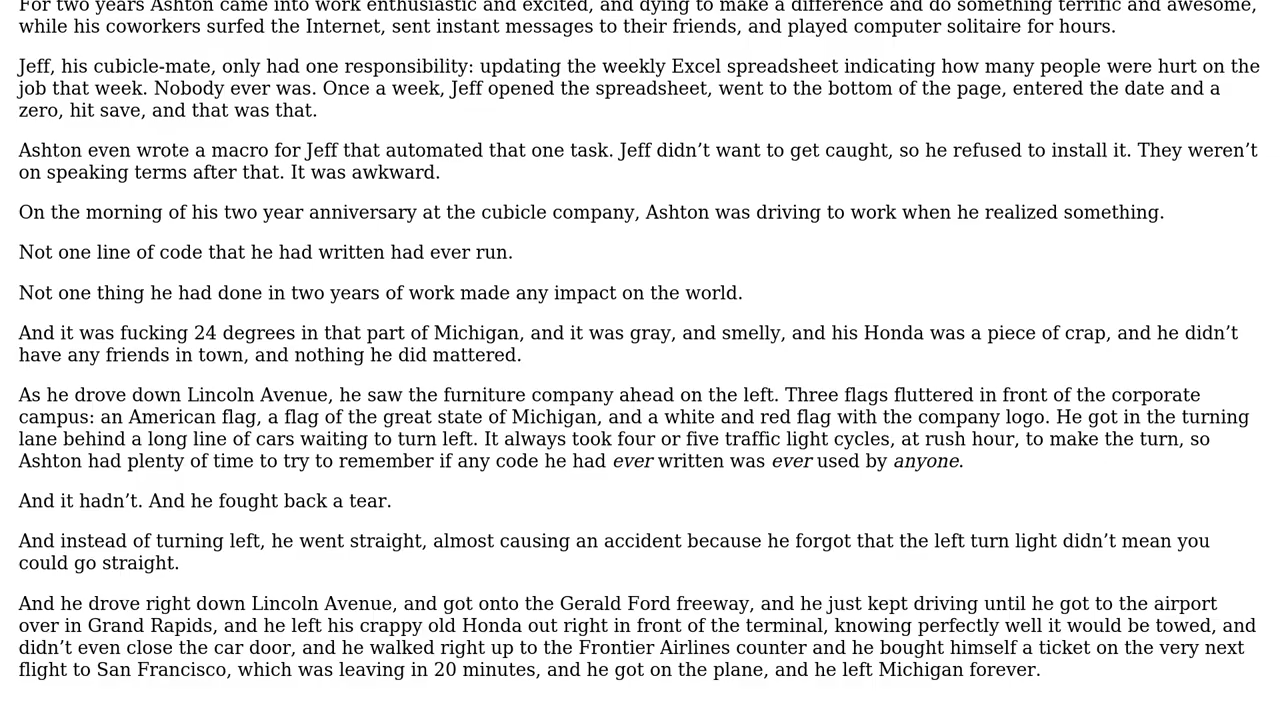 For two years Ashton came into work enthusiastic and excited, and dying to make a difference and do something terrific and awesome,
while his coworkers surfed the Internet, sent instant messages to their friends, and played computer solitaire for hours.
Jeff, his cubicle-mate, only had one responsibility: updating the weekly Excel spreadsheet indicating how many people were hurt on the
job that week. Nobody ever was. Once a week, Jeff opened the spreadsheet, went to the bottom of the page, entered the date and a
zero, hit save, and that was that.
Ashton even wrote a macro for Jeff that automated that one task. Jeff didn’t want to get caught, so he refused to install it. They weren’t
on speaking terms after that. It was awkward.
On the morning of his two year anniversary at the cubicle company, Ashton was driving to work when he realized something.
Not one line of code that he had written had ever run.
Not one thing he had done in two years of work made any impact on the world.
And it was fucking 24 degrees in that part of Michigan, and it was gray, and smelly, and his Honda was a piece of crap, and he didn’t
have any friends in town, and nothing he did mattered.
As he drove down Lincoln Avenue, he saw the furniture company ahead on the left. Three flags fluttered in front of the corporate
campus: an American flag, a flag of the great state of Michigan, and a white and red flag with the company logo. He got in the turning
lane behind a long line of cars waiting to turn left. It always took four or five traffic light cycles, at rush hour, to make the turn, so
Ashton had plenty of time to try to remember if any code he had ever written was ever used by anyone.
And it hadn’t. And he fought back a tear.
And instead of turning left, he went straight, almost causing an accident because he forgot that the left turn light didn’t mean you
could go straight.
And he drove right down Lincoln Avenue, and got onto the Gerald Ford freeway, and he just kept driving until he got to the airport
over in Grand Rapids, and he left his crappy old Honda out right in front of the terminal, knowing perfectly well it would be towed, and
didn’t even close the car door, and he walked right up to the Frontier Airlines counter and he bought himself a ticket on the very next
flight to San Francisco, which was leaving in 20 minutes, and he got on the plane, and he left Michigan forever.